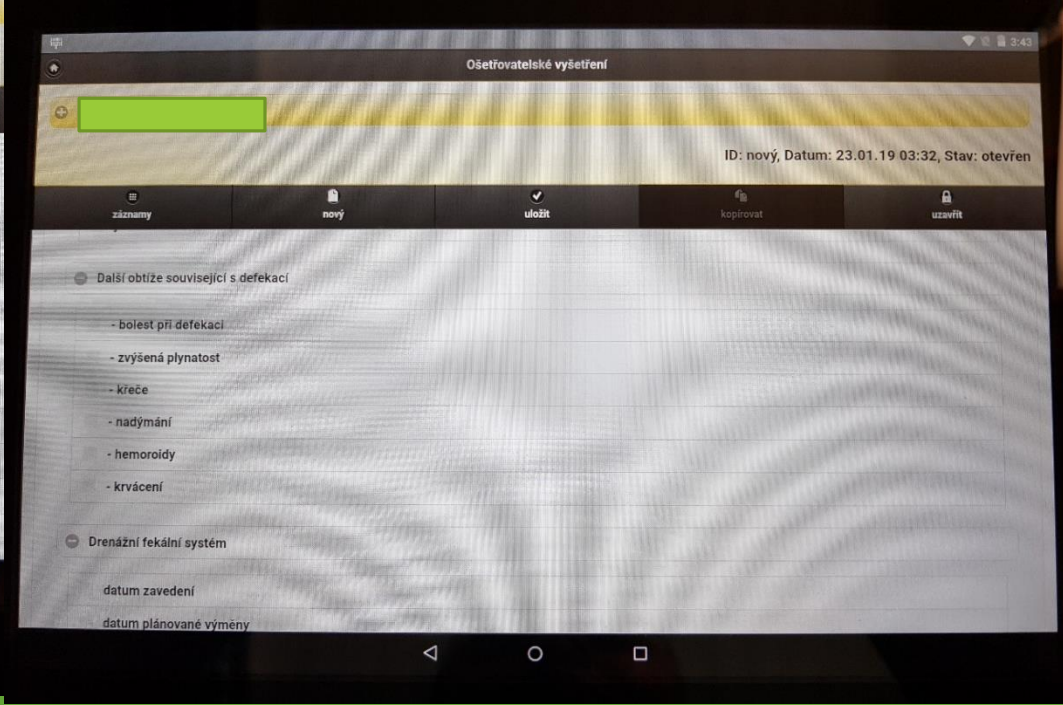 3:43
Ošetřovatelské vyšetření
ID: nový, Datum: 23.01.19 03:32, Stav: otevřen
záznamy
nový
uložit
kopírovat
uzavřít
Další obtíže související s defekací
- bolest při defekaci
- zvýšená plynatost
- křeče
- nadýmání
- hemoroidy
- krvácení
Drenážní fekální systém
datum zavedení
datum plánované výměny